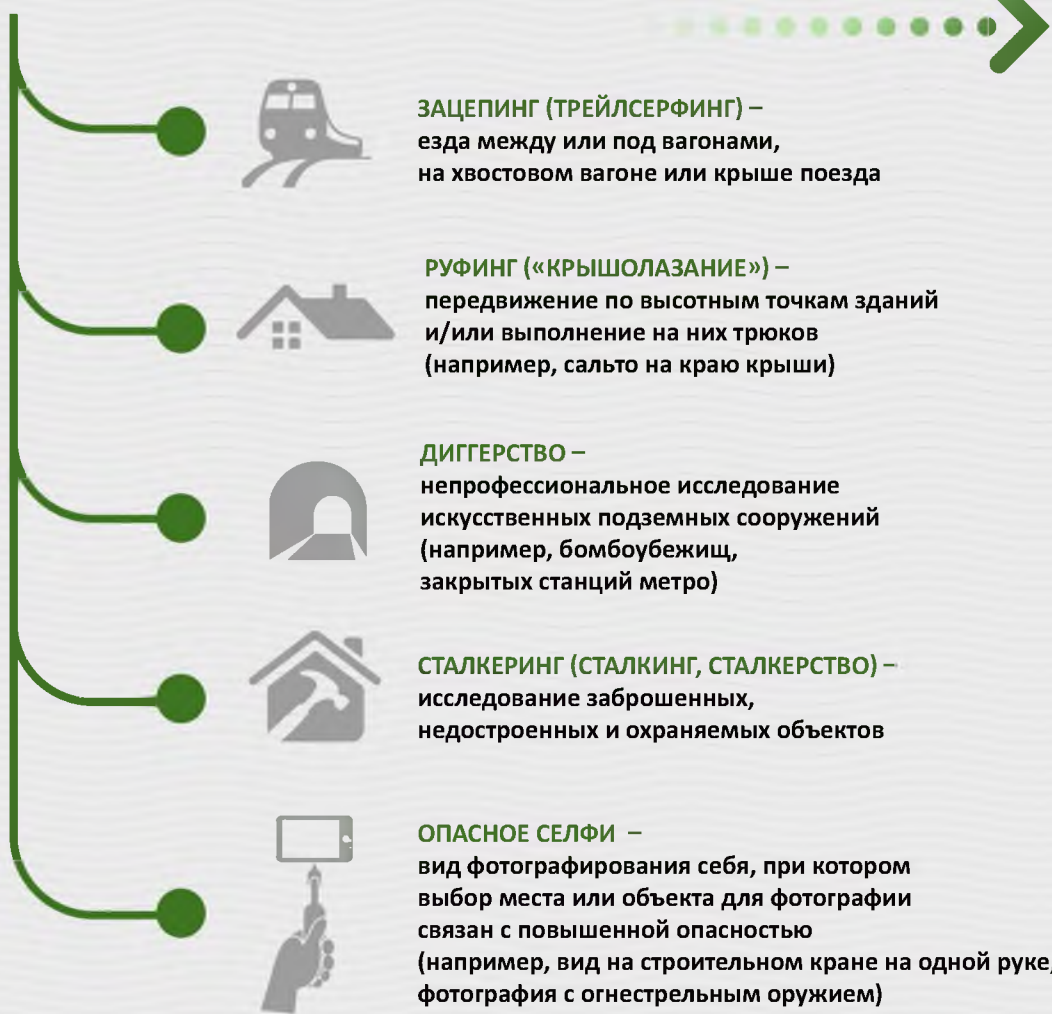 ЗАЦЕПИНГ (ТРЕЙЛСЕРФИНГ) –
езда между или под вагонами,
на хвостовом вагоне или крыше поезда
РУФИНГ («КРЫШОЛАЗАНИЕ») –
передвижение по высотным точкам зданий
и/или выполнение на них трюков
(например, сальто на краю крыши)
ДИГГЕРСТВО –
непрофессиональное исследование
искусственных подземных сооружений
(например, бомбоубежищ,
закрытых станций метро)
СТАЛКЕРИНГ (СТАЛКИНГ, СТАЛКЕРСТВО) –
исследование заброшенных,
недостроенных и охраняемых объектов
ОПАСНОЕ СЕЛФИ –
вид фотографирования себя, при котором
выбор места или объекта для фотографии
связан с повышенной опасностью
(например, вид на строительном кране на одной руке,
фотография с огнестрельным оружием)